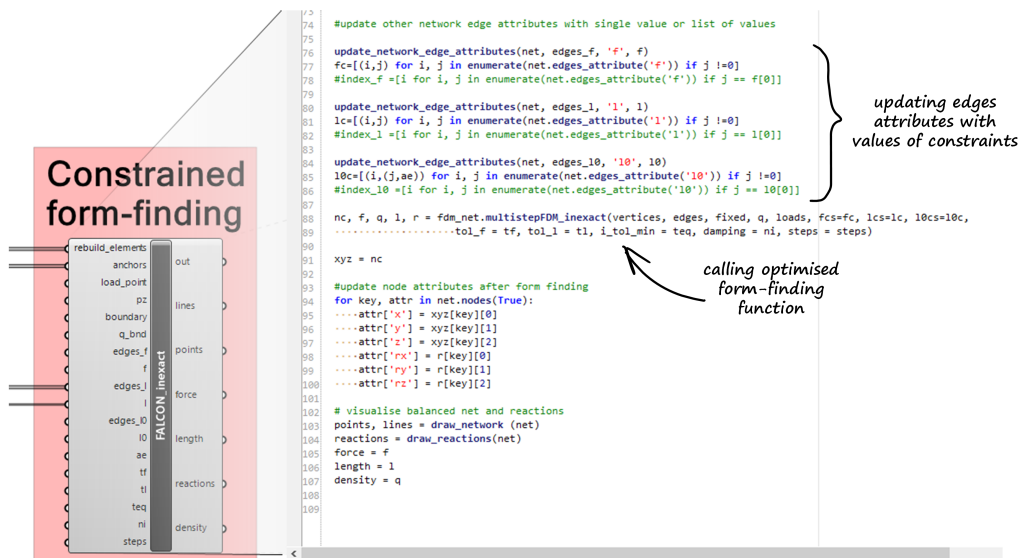 Constrained
form-finding
rebuild_elements
anchors
load_point
pz
boundary
q_bnd
edges_f
f
edges_l
l
edges_l0
l0
ae
tf
tl
teq
ni
steps
FALCON_inexact
out
lines
points
force
length
reactions
density
73
74 #update other network edge attributes with single value or list of values
75
76 update_network_edge_attributes(net, edges_f, 'f', f)
77 fc=[(i,j) for i, j in enumerate(net.edges_attribute('f')) if j !=0]
78 #index_f =[i for i, j in enumerate(net.edges_attribute('f')) if j == f[0]]
79
80 update_network_edge_attributes(net, edges_l, 'l', l)
81 lc=[(i,j) for i, j in enumerate(net.edges_attribute('l')) if j !=0]
82 #index_l =[i for i, j in enumerate(net.edges_attribute('l')) if j == l[0]]
83
84 update_network_edge_attributes(net, edges_l0, 'l0', l0)
85 l0c=[(i,(j,ae)) for i, j in enumerate(net.edges_attribute('l0')) if j !=0]
86 #index_l0 =[i for i, j in enumerate(net.edges_attribute('l0')) if j == l0[0]]
87
88 nc, f, q, l, r = fdm_net.multistepFDM_inexact(vertices, edges, fixed, q, loads, fcs=fc, lcs=lc, l0cs=l0c,
89 tol_f = tf, tol_l = tl, i_tol_min = teq, damping = ni, steps = steps)
90
91 xyz = nc
92
93 #update node attributes after form finding
94 for key, attr in net.nodes(True):
95 attr['x'] = xyz[key][0]
96 attr['y'] = xyz[key][1]
97 attr['z'] = xyz[key][2]
98 attr['rx'] = r[key][0]
99 attr['ry'] = r[key][1]
100 attr['rz'] = r[key][2]
101
102 # visualise balanced net and reactions
103 points, lines = draw_network (net)
104 reactions = draw_reactions(net)
105 force = f
106 length = l
107 density = q
108
109
updating edges
attributes with
values of constraints
calling optimised
form-finding
function